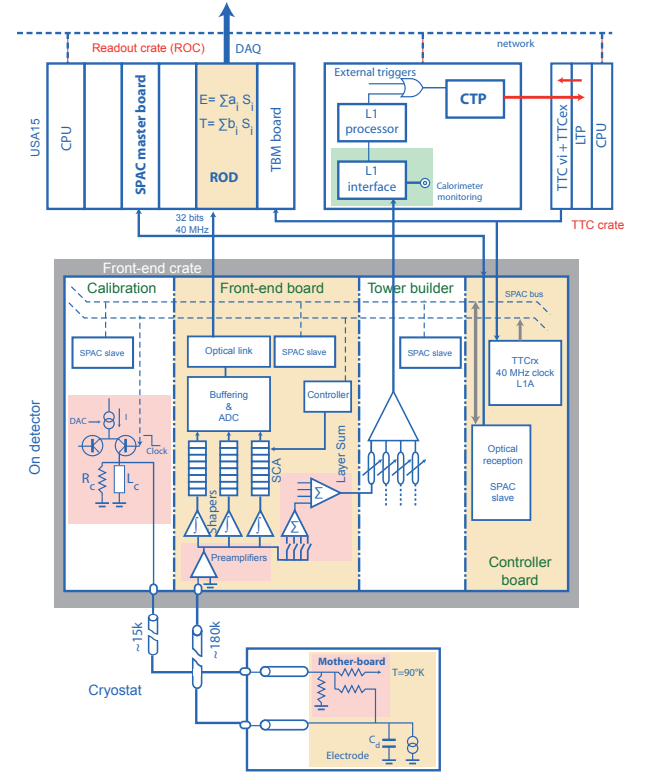 Readout crate (ROC)
DAQ
network
USA15
CPU
SPAC master board
E= ∑a_i S_i
T= ∑b_i S_i
ROD
TBM board
External triggers
CTP
L1
processor
L1
interface
Calorimeter
monitoring
TTC vi + TTCex
LTP
CPU
TTC crate
32 bits
40 MHz
Front-end crate
On detector
Calibration
Front-end board
Tower builder
SPAC bus
SPAC slave
Optical link
SPAC slave
SPAC slave
TTCrx
40 MHz clock
L1A
Buffering
&
ADC
Controller
DAC
I
Clock
R_c
L_c
SCA
Layer Sum
Optical
reception
SPAC
slave
Shapers
∫
∫
∫
∑
∑
Preamplifiers
Controller
board
~15k
~180k
Cryostat
Mother-board
T=90°K
C_d
Electrode